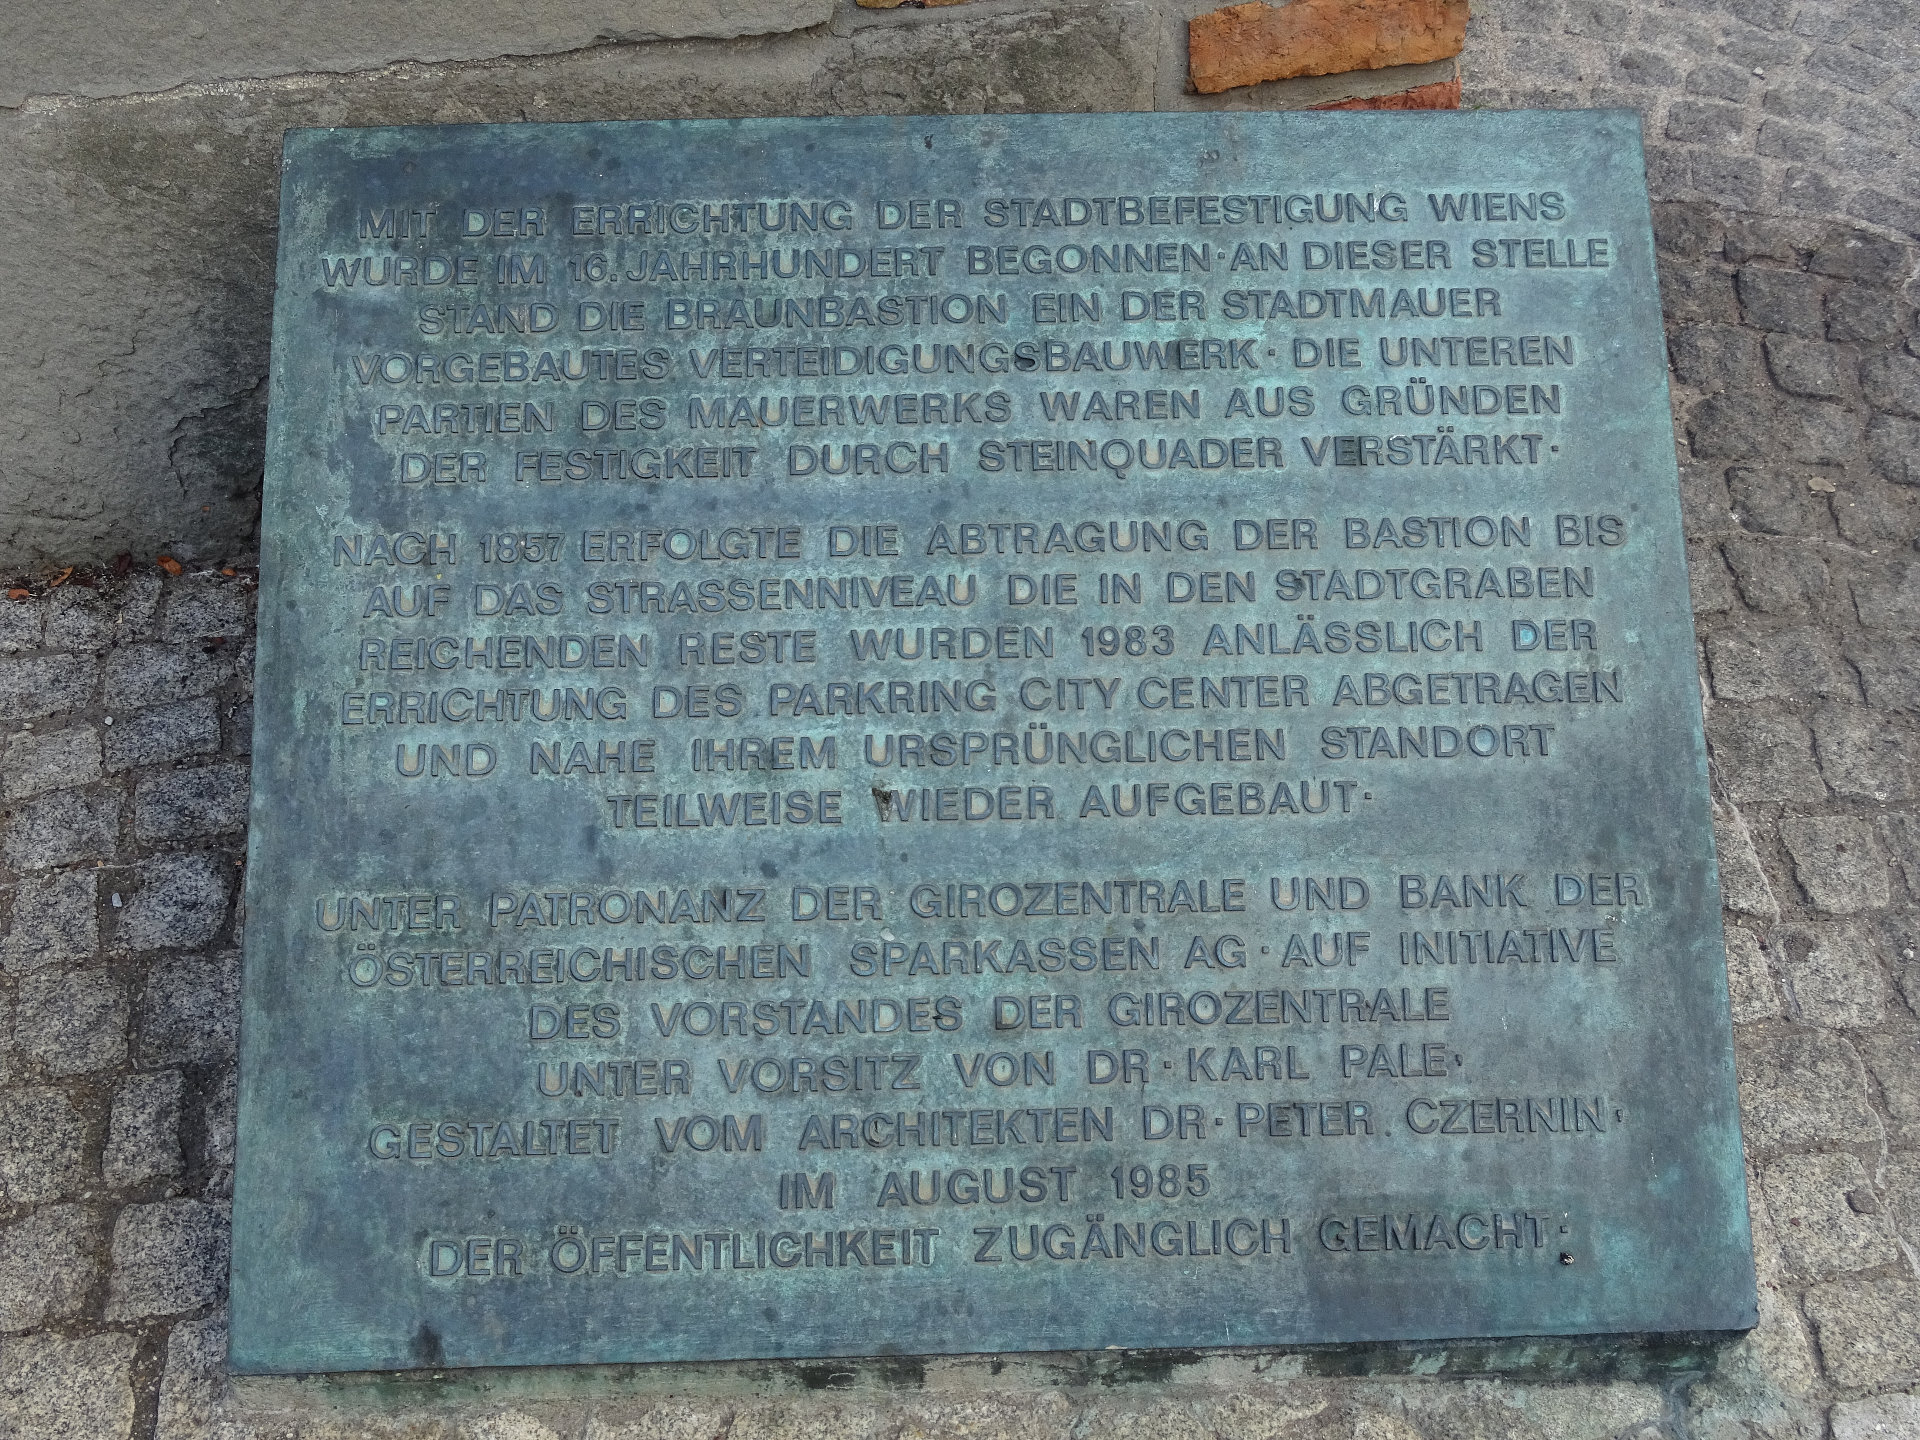 MIT DER ERRICHTUNG DER STADTBEFESTIGUNG WIENS
WURDE IM 16. JAHRHUNDERT BEGONNEN · AN DIESER STELLE
STAND DIE BRAUNBASTION EIN DER STADTMAUER
VORGEBAUTES VERTEIDIGUNGSBAUWERK · DIE UNTEREN
PARTIEN DES MAUERWERKS WAREN AUS GRÜNDEN
DER FESTIGKEIT DURCH STEINQUADER VERSTÄRKT ·
NACH 1857 ERFOLGTE DIE ABTRAGUNG DER BASTION BIS
AUF DAS STRASSENNIVEAU DIE IN DEN STADTGRABEN
REICHENDEN RESTE WURDEN 1983 ANLÄSSLICH DER
ERRICHTUNG DES PARKRING CITY CENTER ABGETRAGEN
UND NAHE IHREM URSPRÜNGLICHEN STANDORT
TEILWEISE WIEDER AUFGEBAUT ·
UNTER PATRONANZ DER GIROZENTRALE UND BANK DER
ÖSTERREICHISCHEN SPARKASSEN AG · AUF INITIATIVE
DES VORSTANDES DER GIROZENTRALE
UNTER VORSITZ VON DR · KARL PALE ·
GESTALTET VOM ARCHITEKTEN DR · PETER CZERNIN ·
IM AUGUST 1985
DER ÖFFENTLICHKEIT ZUGÄNGLICH GEMACHT ·